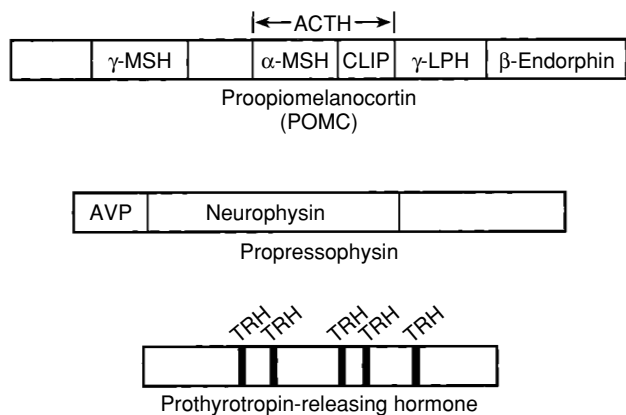 ACTH
γ-MSH α-MSH CLIP γ-LPH β-Endorphin
Proopiomelanocortin
(POMC)
AVP Neurophysin
Propressophysin
TRH TRH TRH TRH TRH
Prothyrotropin-releasing hormone